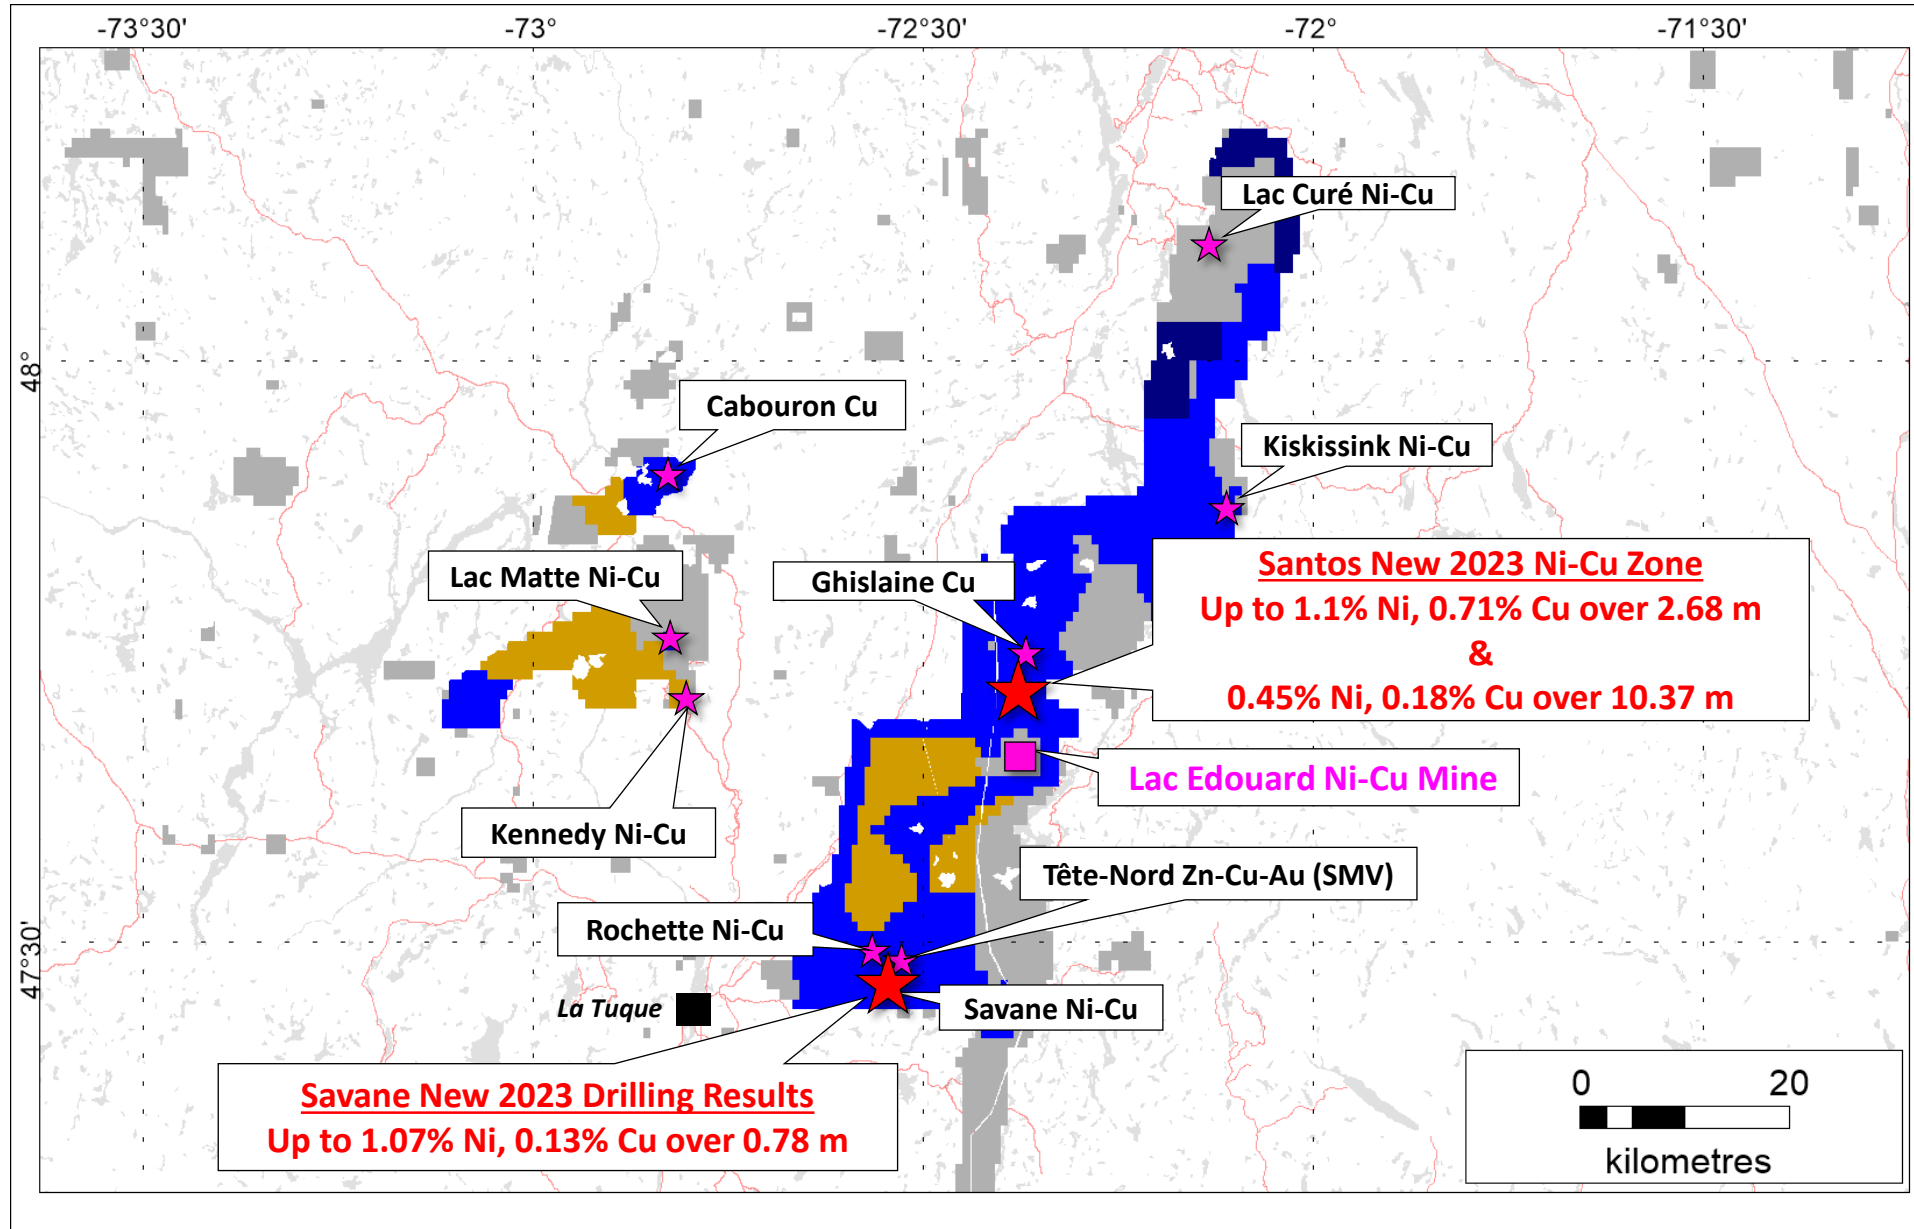 -73°30'
-73°
-72°30'
-72°
-71°30'
48°
47°30'
Lac Curé Ni-Cu
Cabouron Cu
Kiskissink Ni-Cu
Lac Matte Ni-Cu
Ghislaine Cu
Santos New 2023 Ni-Cu Zone
Up to 1.1% Ni, 0.71% Cu over 2.68 m
&
0.45% Ni, 0.18% Cu over 10.37 m
Lac Edouard Ni-Cu Mine
Kennedy Ni-Cu
Tête-Nord Zn-Cu-Au (SMV)
Rochette Ni-Cu
La Tuque
Savane Ni-Cu
Savane New 2023 Drilling Results
Up to 1.07% Ni, 0.13% Cu over 0.78 m
0 20
kilometres